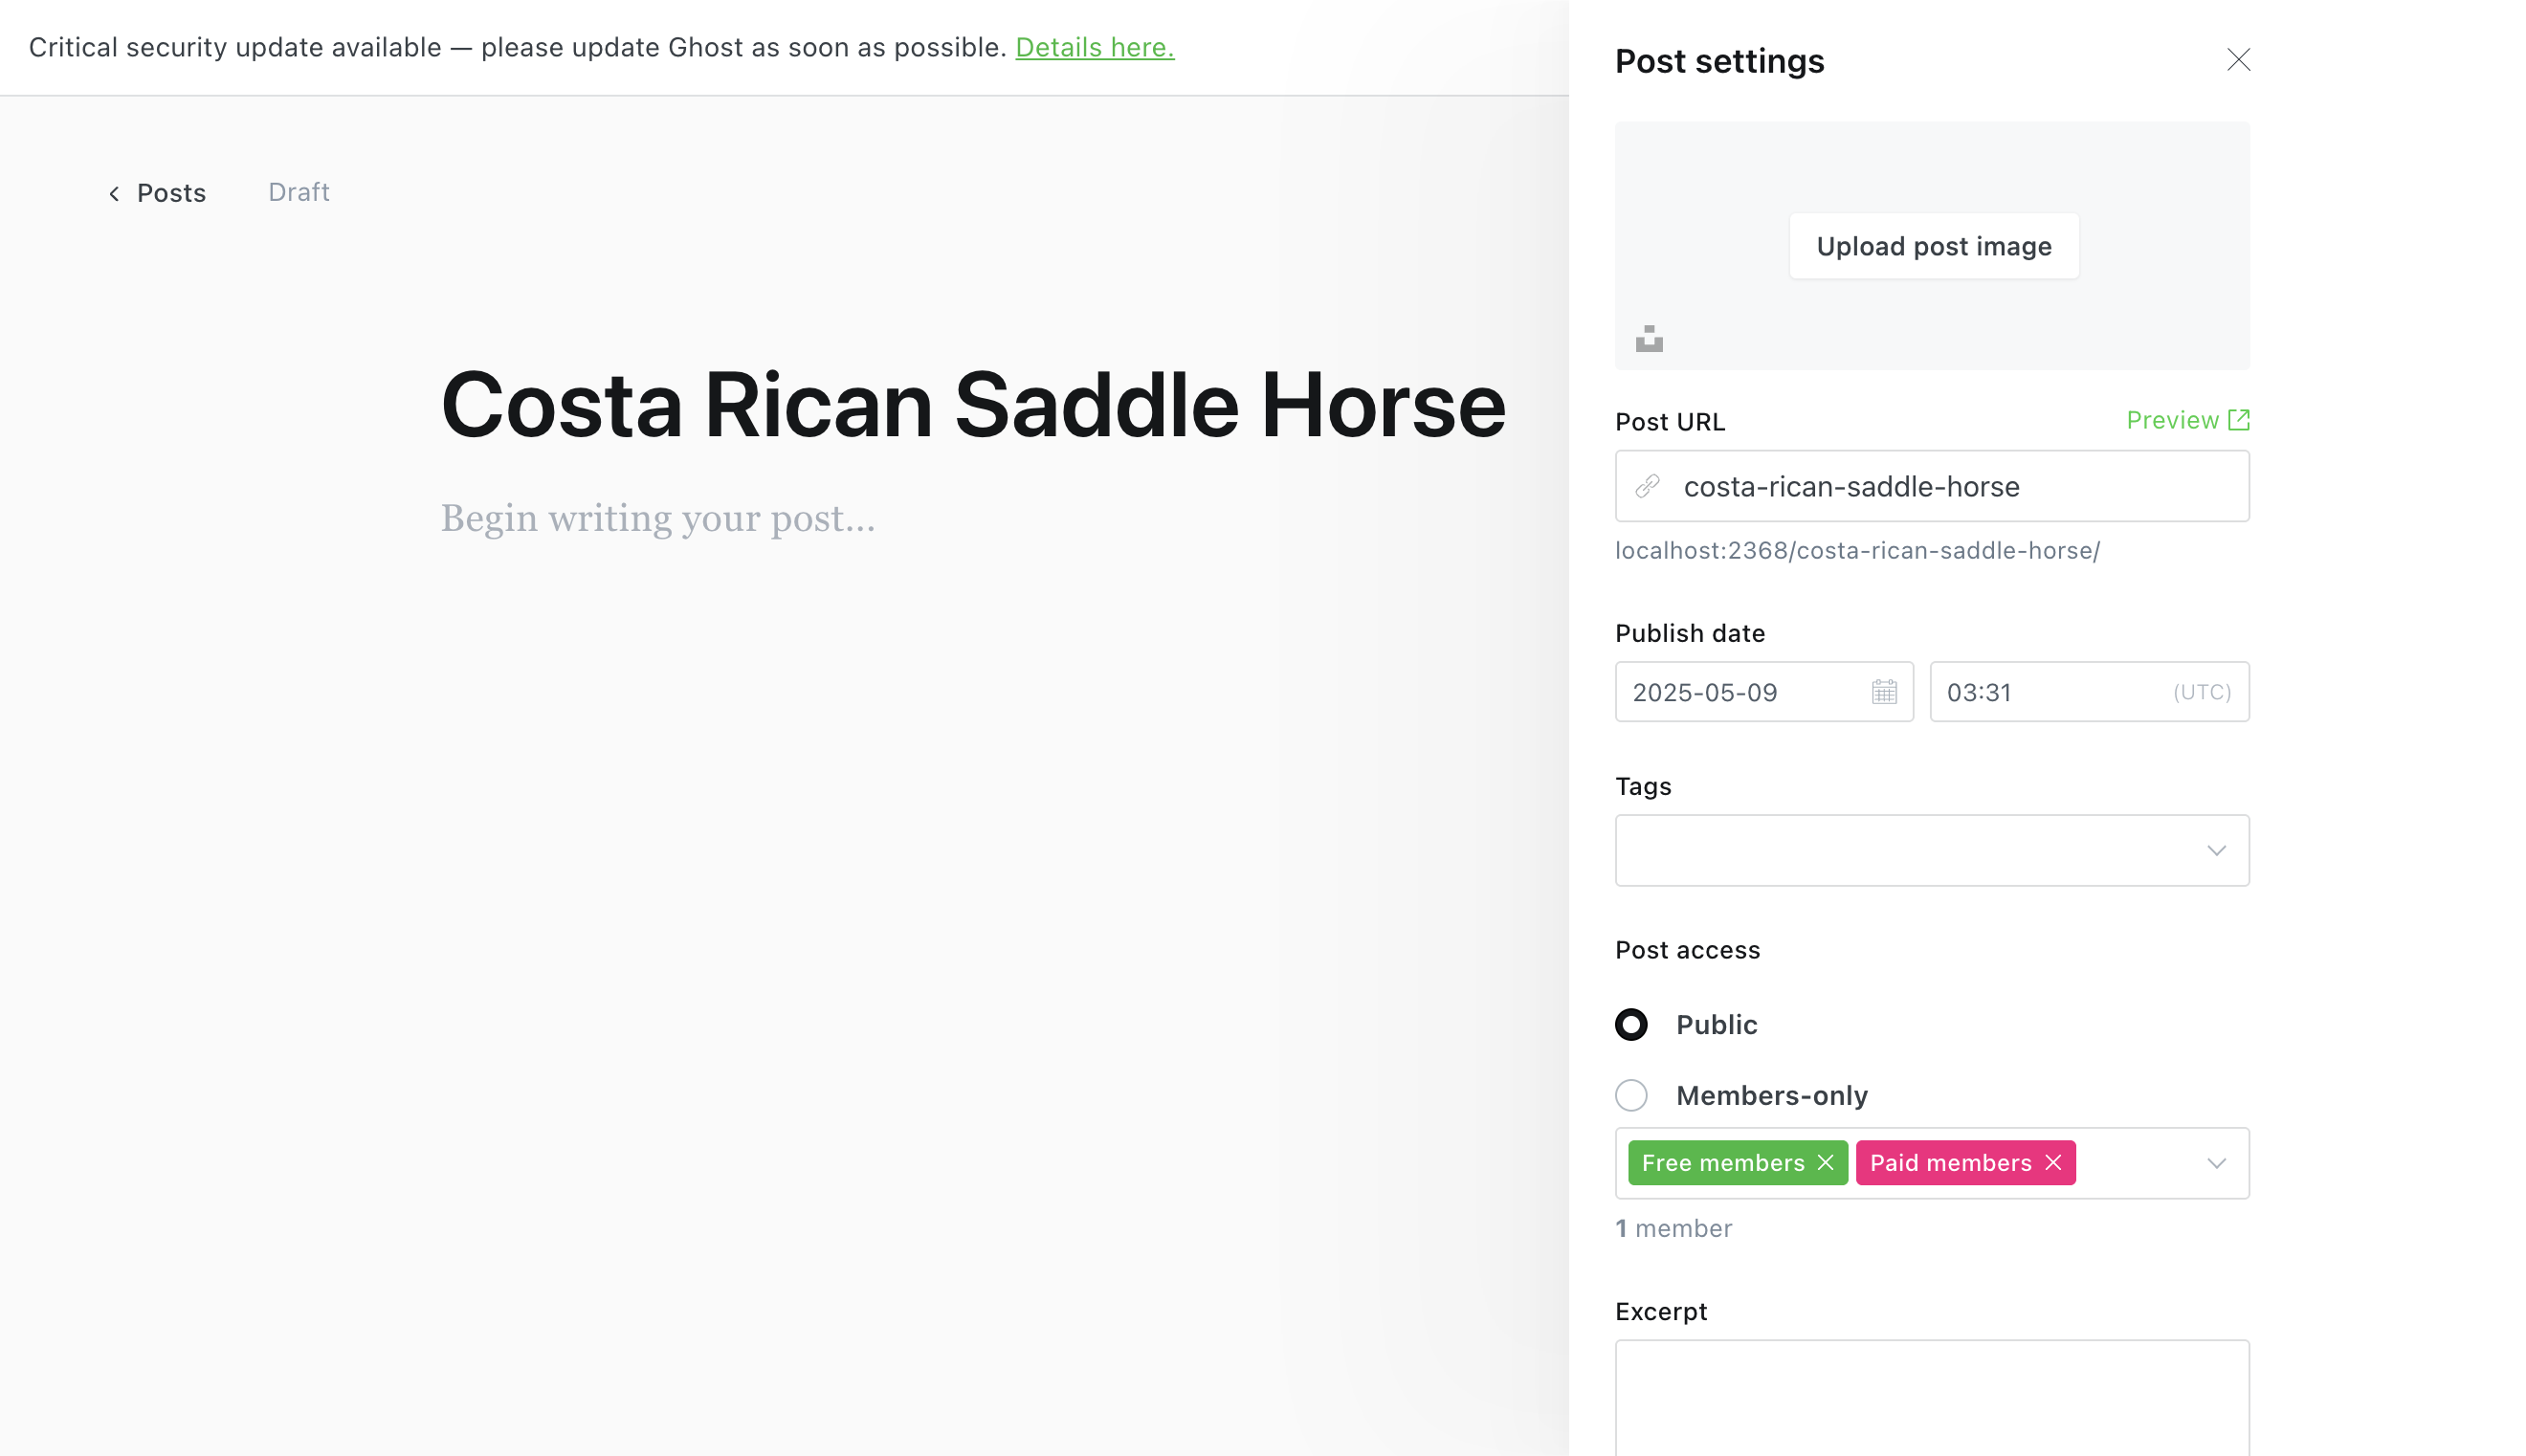 Critical security update available — please update Ghost as soon as possible. Details here.
Posts
Draft
Costa Rican Saddle Horse
Begin writing your post...
Post settings
Upload post image
Post URL
Preview
costa-rican-saddle-horse
localhost:2368/costa-rican-saddle-horse/
Publish date
2025-05-09
03:31
(UTC)
Tags
Post access
Public
Members-only
Free members
Paid members
1 member
Excerpt